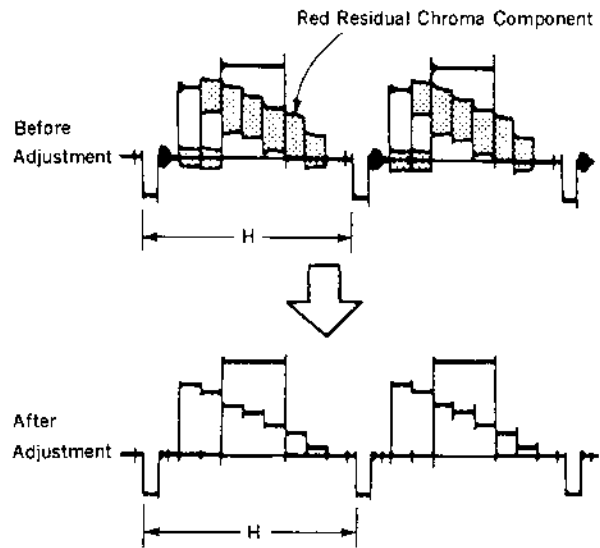 Red Residual Chroma Component
Before
Adjustment
H
After
Adjustment
H